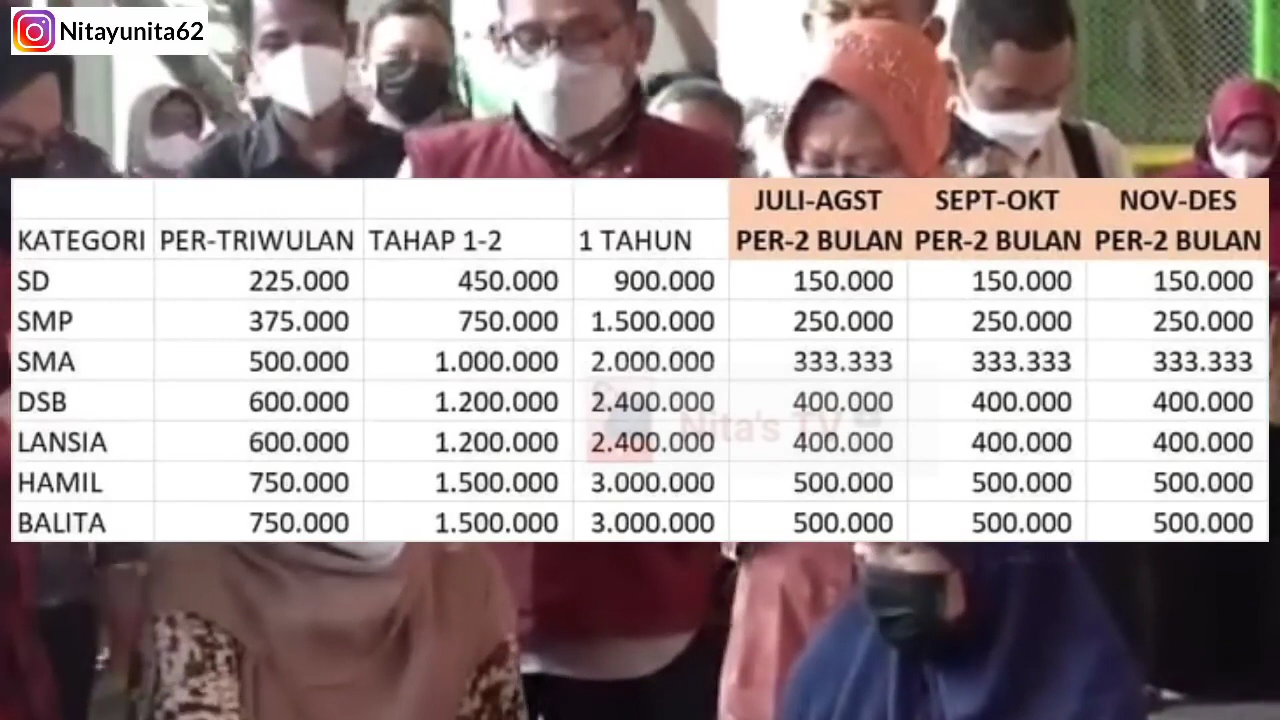 Nitayunita62
JULI-AGST SEPT-OKT NOV-DES
KATEGORI PER-TRIWULAN TAHAP 1-2 1 TAHUN PER-2 BULAN PER-2 BULAN PER-2 BULAN
SD 225.000 450.000 900.000 150.000 150.000 150.000
SMP 375.000 750.000 1.500.000 250.000 250.000 250.000
SMA 500.000 1.000.000 2.000.000 333.333 333.333 333.333
DSB 600.000 1.200.000 2.400.000 400.000 400.000 400.000
Nita's TV
LANSIA 600.000 1.200.000 2.400.000 400.000 400.000 400.000
HAMIL 750.000 1.500.000 3.000.000 500.000 500.000 500.000
BALITA 750.000 1.500.000 3.000.000 500.000 500.000 500.000